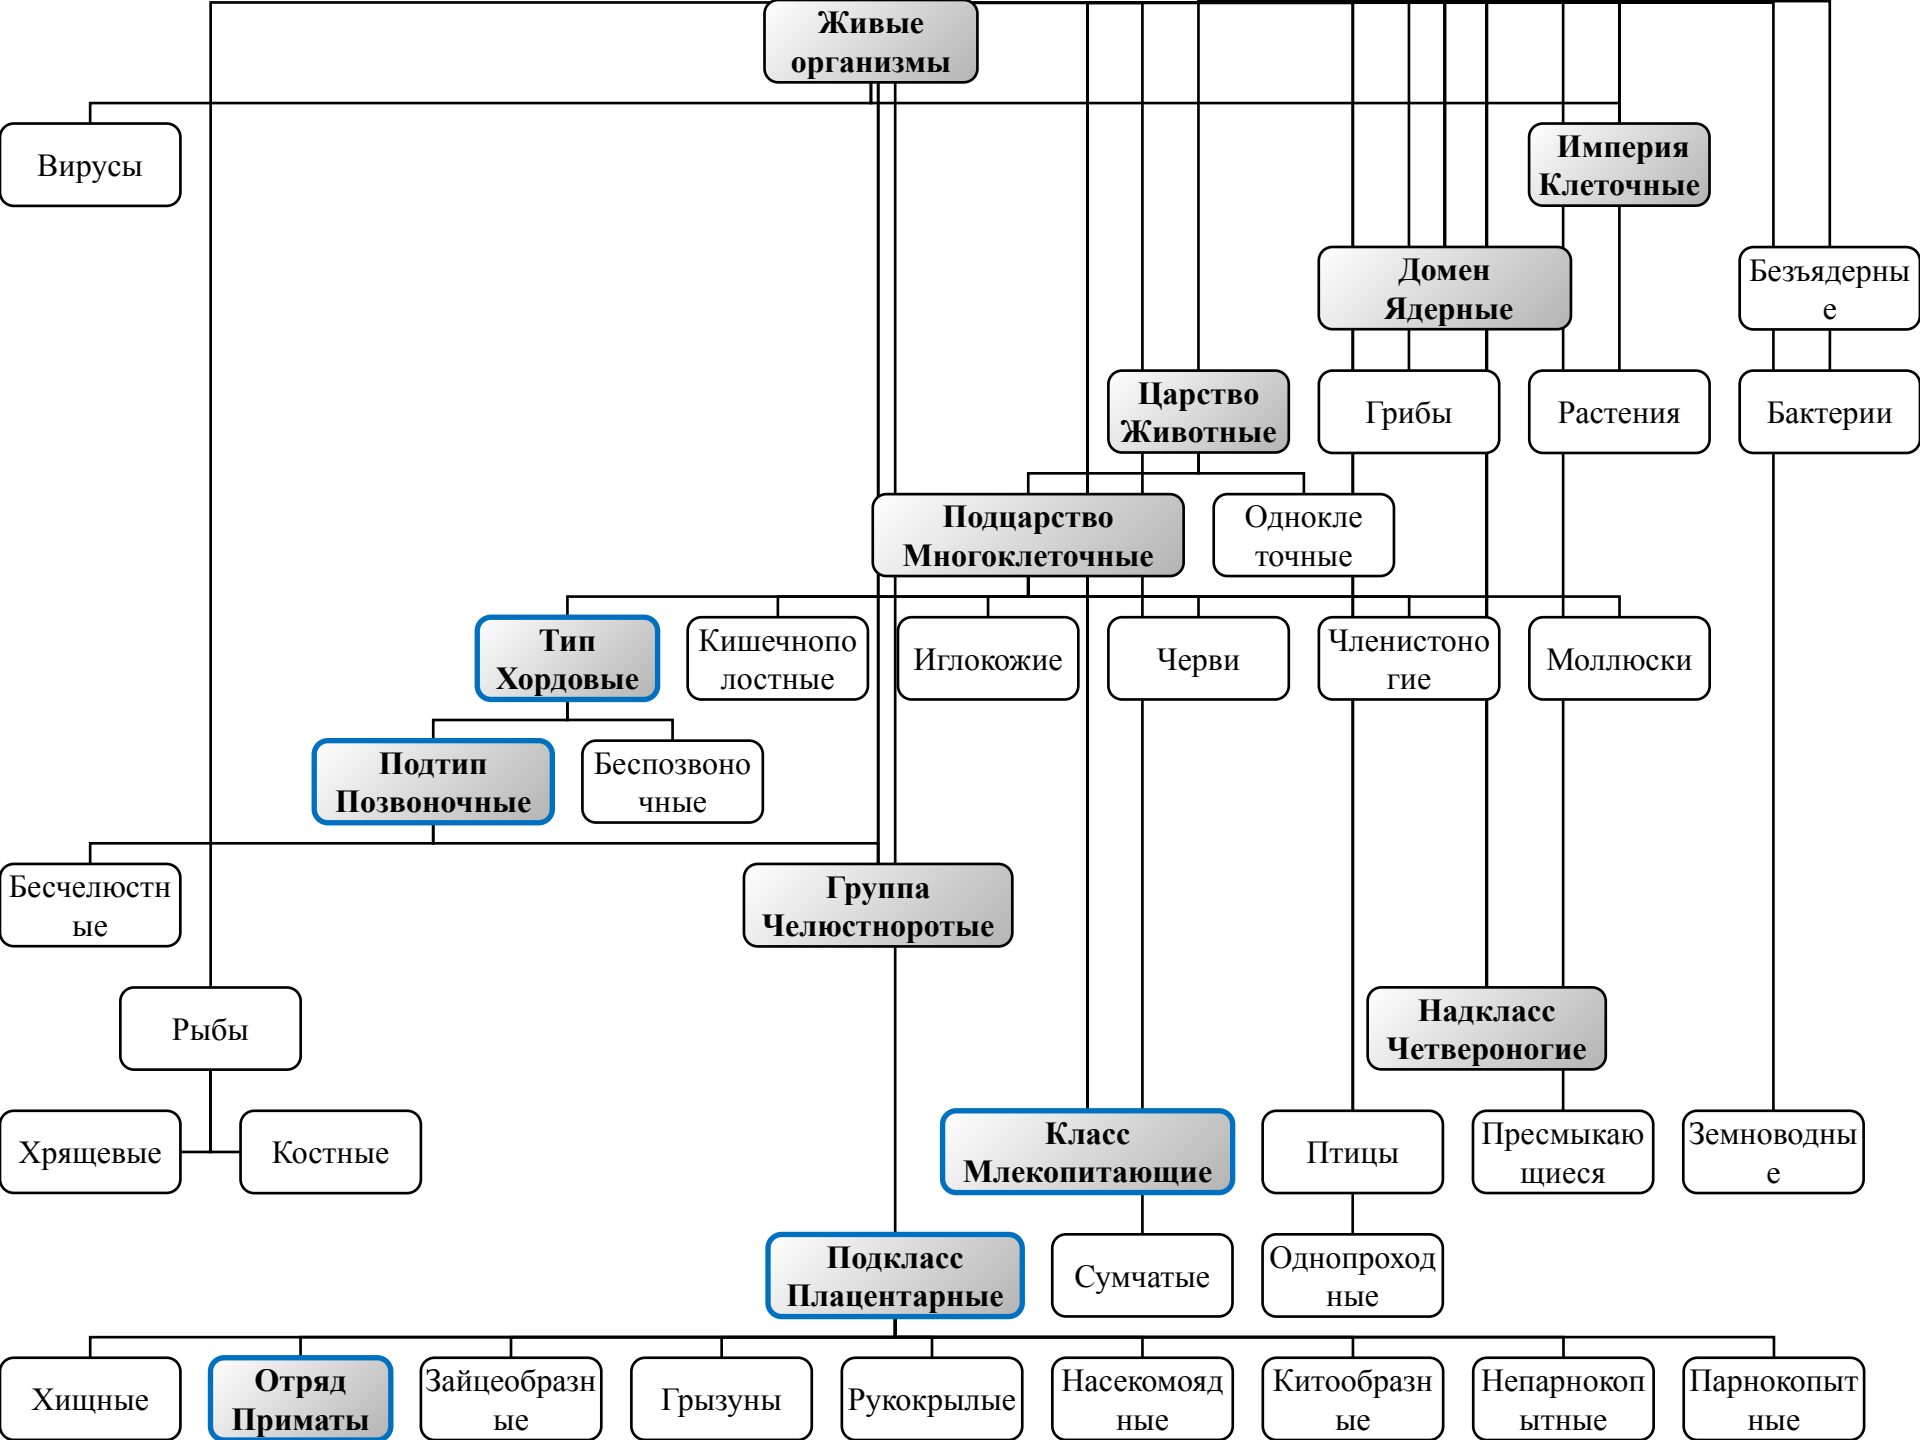 Живые
организмы
Вирусы
Империя
Клеточные
Домен
Ядерные
Безъядерны
е
Царство
Животные
Грибы
Растения
Бактерии
Подцарство
Многоклеточные
Однокле
точные
Тип
Хордовые
Кишечнопо
лостные
Иглокожие
Черви
Членистоно
гие
Моллюски
Подтип
Позвоночные
Беспозвоно
чные
Бесчелюстн
ые
Группа
Челюстноротые
Рыбы
Надкласс
Четвероногие
Хрящевые
Костные
Класс
Млекопитающие
Птицы
Пресмыкаю
щиеся
Земноводны
е
Подкласс
Плацентарные
Сумчатые
Однопроход
ные
Хищные
Отряд
Приматы
Зайцеобразн
ые
Грызуны
Рукокрылые
Насекомояд
ные
Китообразн
ые
Непарнокоп
ытные
Парнокопыт
ные